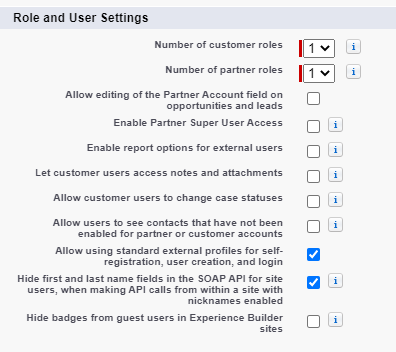 Role and User Settings
Number of customer roles 1 i
Number of partner roles 1 i
Allow editing of the Partner Account field on
opportunities and leads
Enable Partner Super User Access i
Enable report options for external users i
Let customer users access notes and attachments i
Allow customer users to change case statuses i
Allow users to see contacts that have not been i
enabled for partner or customer accounts
Allow using standard external profiles for self-
registration, user creation, and login
Hide first and last name fields in the SOAP API for site i
users, when making API calls from within a site with
nicknames enabled
Hide badges from guest users in Experience Builder i
sites